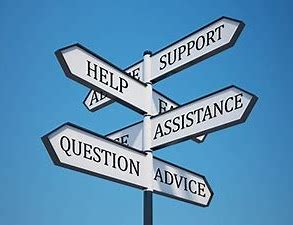 SUPPORT
HELP
ASSISTANCE
QUESTION
ADVICE